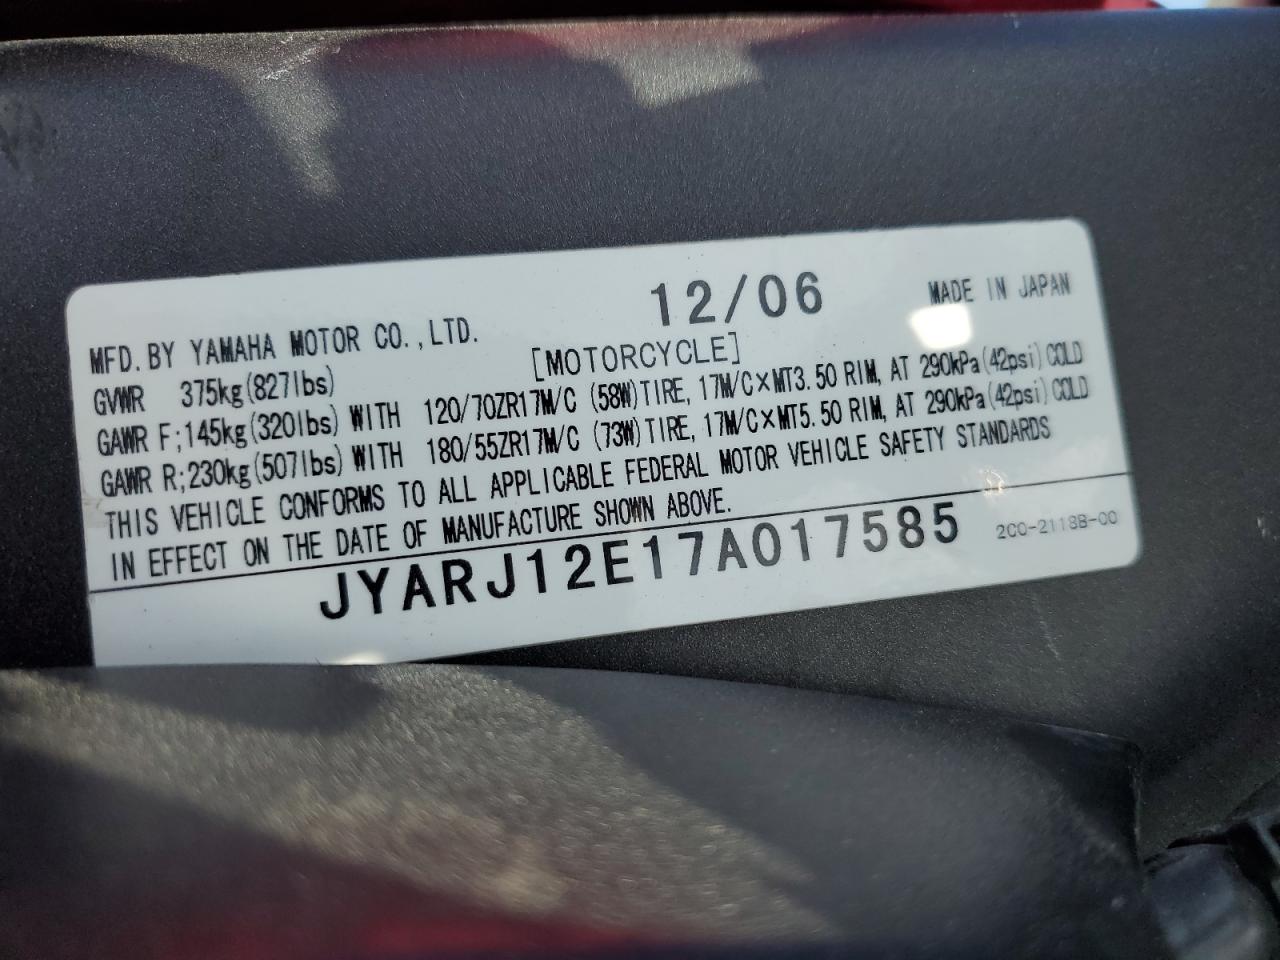 12/06 MADE IN JAPAN
MFD. BY YAMAHA MOTOR CO.,LTD. [MOTORCYCLE]
GVWR 375kg(827lbs)
GAWR F;145kg(320lbs) WITH 120/70ZR17M/C (58W)TIRE, 17M/C×MT3.50 RIM, AT 290kPa(42psi) COLD
GAWR R;230kg(507lbs) WITH 180/55ZR17M/C (73W)TIRE, 17M/C×MT5.50 RIM, AT 290kPa(42psi) COLD
THIS VEHICLE CONFORMS TO ALL APPLICABLE FEDERAL MOTOR VEHICLE SAFETY STANDARDS
IN EFFECT ON THE DATE OF MANUFACTURE SHOWN ABOVE.
JYARJ12E17A017585 2C0-2118B-00